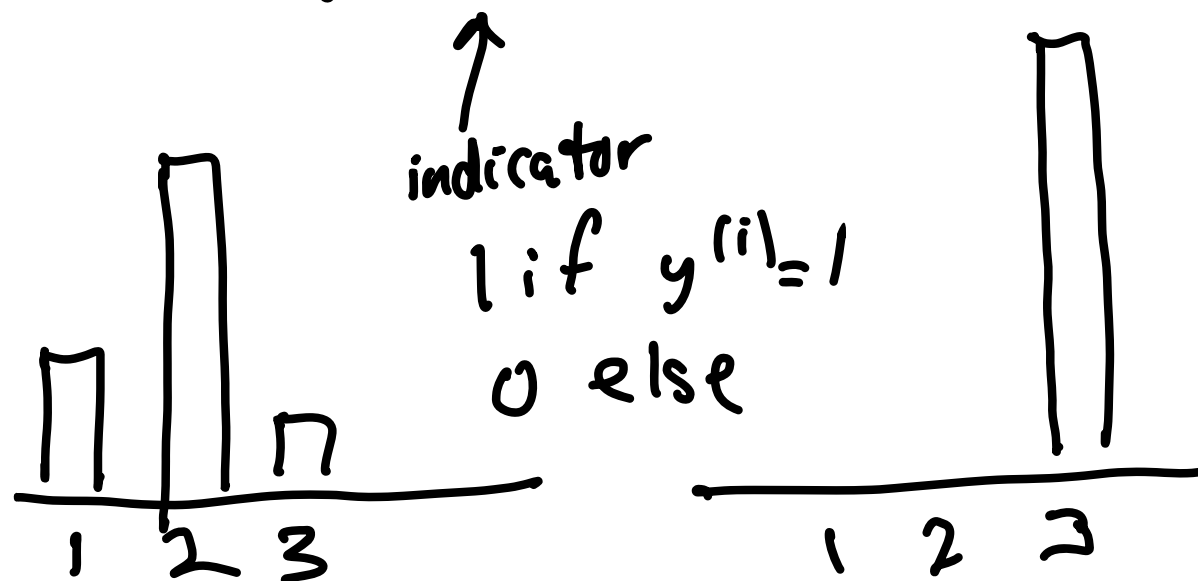 indicator
1 if y^(i) = 1
0 else
1 2 3
1 2 3